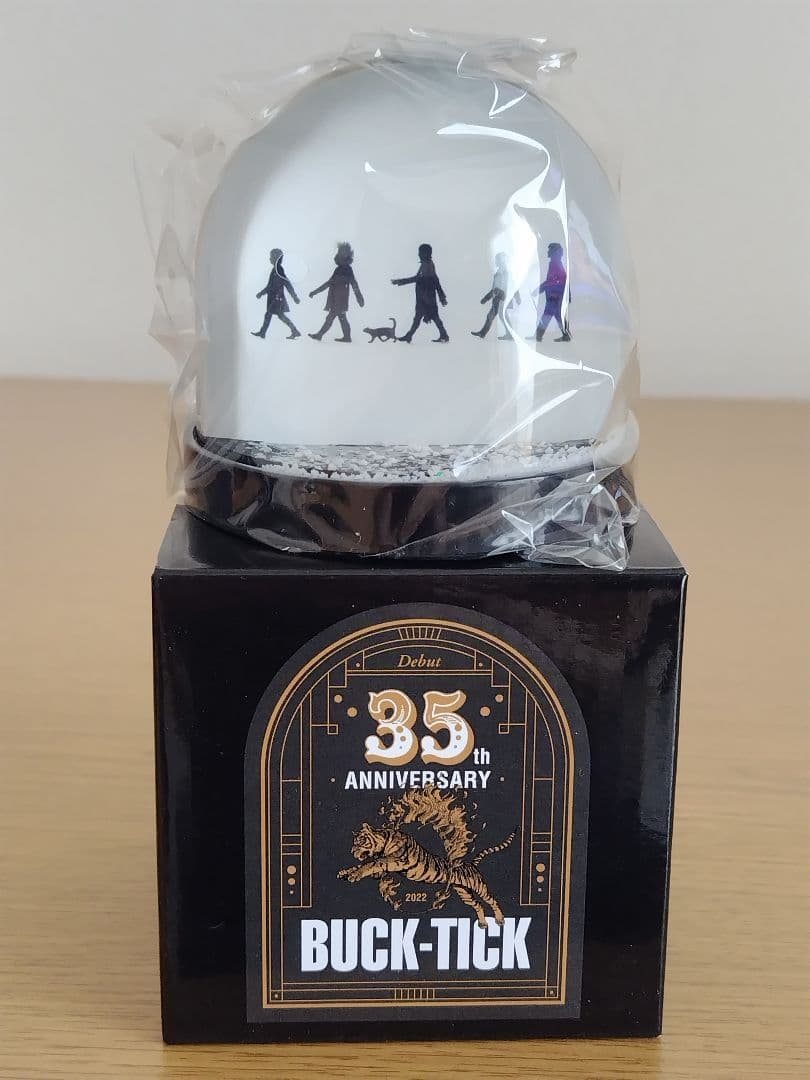 Debut
35th
ANNIVERSARY
2022
BUCK-TICK